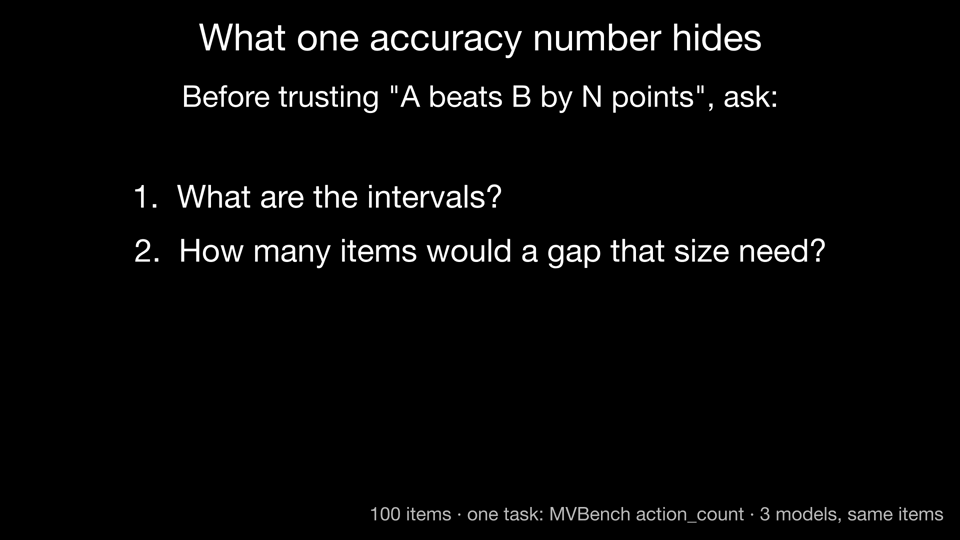 What one accuracy number hides
Before trusting "A beats B by N points", ask:
1. What are the intervals?
2. How many items would a gap that size need?
100 items · one task: MVBench action_count · 3 models, same items